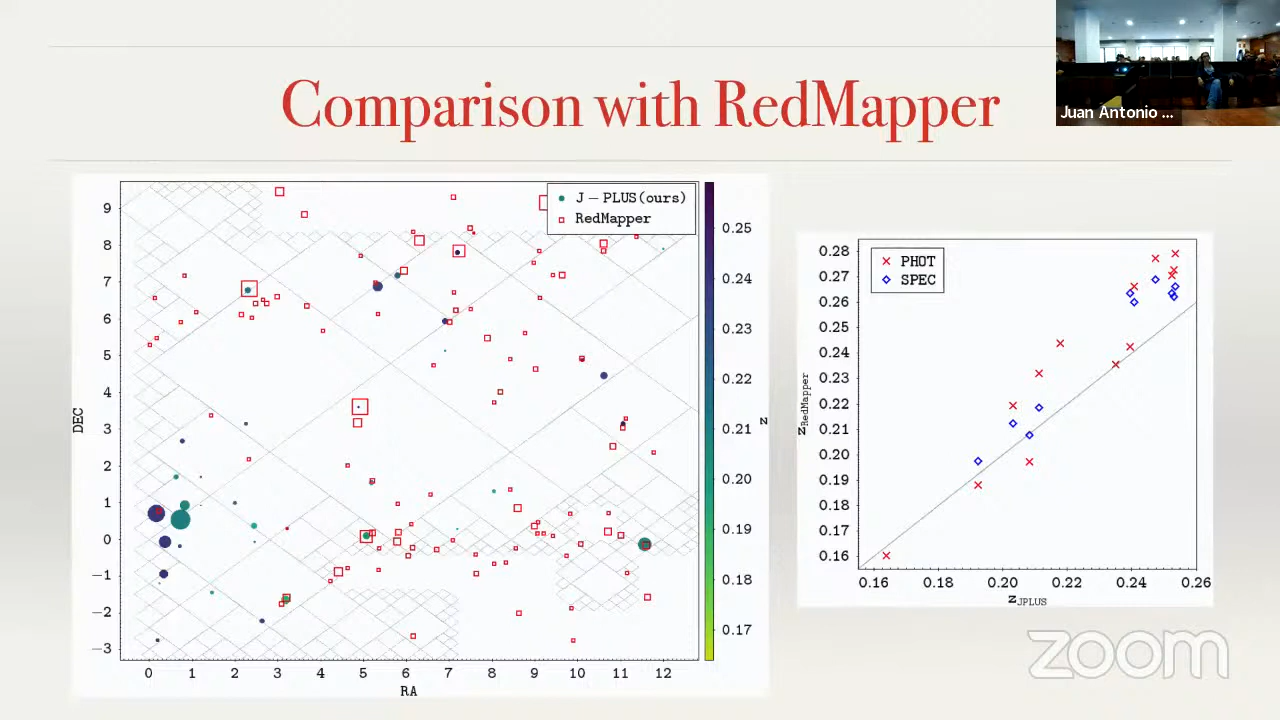 Comparison with RedMapper
Juan Antonio ...
J - PLUS(ours)
RedMapper
9
8
7
6
5
4
3
2
1
0
-1
-2
-3
DEC
0 1 2 3 4 5 6 7 8 9 10 11 12
RA
0.25
0.24
0.23
0.22
0.21
0.20
0.19
0.18
0.17
z
PHOT
SPEC
0.28
0.27
0.26
0.25
0.24
0.23
0.22
0.21
0.20
0.19
0.18
0.17
0.16
zRedMapper
0.16 0.18 0.20 0.22 0.24 0.26
zJPLUS
zoom